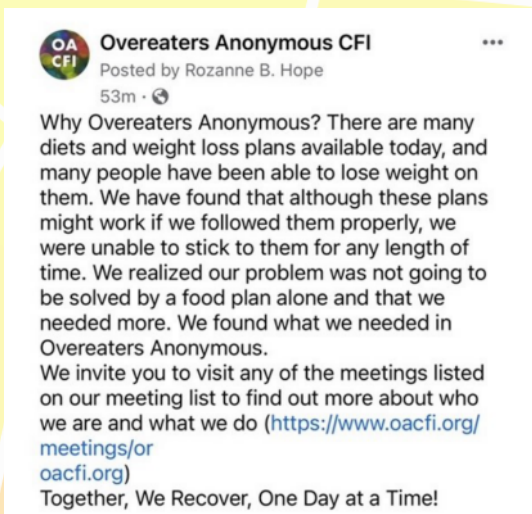 OA
CFI
Overeaters Anonymous CFI
Posted by Rozanne B. Hope
53m ·
Why Overeaters Anonymous? There are many
diets and weight loss plans available today, and
many people have been able to lose weight on
them. We have found that although these plans
might work if we followed them properly, we
were unable to stick to them for any length of
time. We realized our problem was not going to
be solved by a food plan alone and that we
needed more. We found what we needed in
Overeaters Anonymous.
We invite you to visit any of the meetings listed
on our meeting list to find out more about who
we are and what we do (https://www.oacfi.org/
meetings/or
oacfi.org)
Together, We Recover, One Day at a Time!